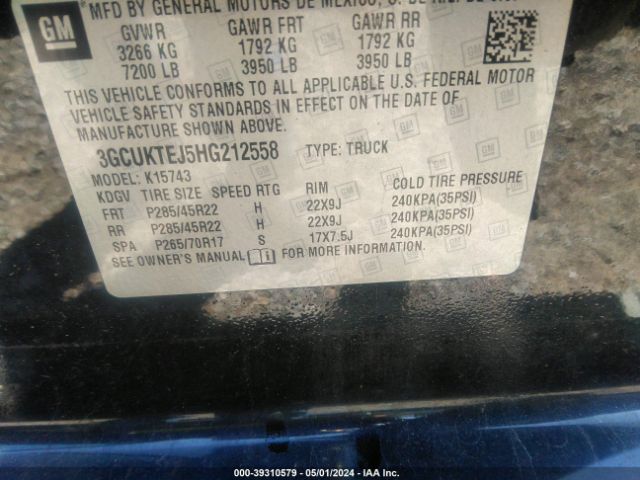 MFD BY GENERAL MOTORS DE MEXICO, S. DE R.L. DE C.V.
GM
GVWR GAWR FRT GAWR RR
3266 KG 1792 KG 1792 KG
7200 LB 3950 LB 3950 LB
THIS VEHICLE CONFORMS TO ALL APPLICABLE U.S. FEDERAL MOTOR
VEHICLE SAFETY STANDARDS IN EFFECT ON THE DATE OF
MANUFACTURE SHOWN ABOVE.
3GCUKTEJ5HG212558 TYPE: TRUCK
MODEL: K15743
KDGV TIRE SIZE SPEED RTG RIM COLD TIRE PRESSURE
FRT P285/45R22 H 22X9J 240KPA(35PSI)
RR P285/45R22 H 22X9J 240KPA(35PSI)
SPA P265/70R17 S 17X7.5J 240KPA(35PSI)
SEE OWNER'S MANUAL
000-39310579 - 05/01/2024 - IAA Inc.